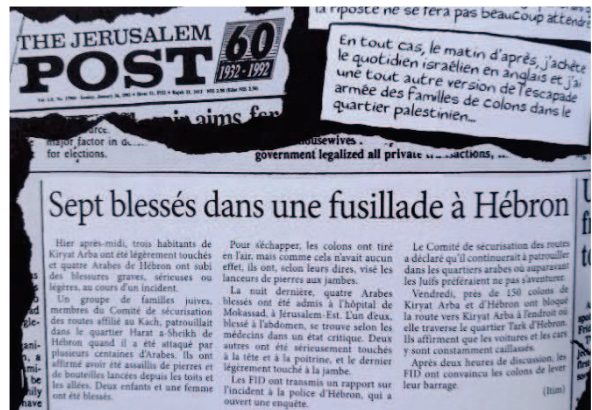 THE JERUSALEM
POST
60
1932-1992
la riposte ne se fera pas beaucoup attendre
En tout cas, le matin d'après, j'achète
le quotidien israélien en anglais et j'ai
une tout autre version de l'escapade
armée des familles de colons dans le
quartier palestinien...
aims for
major factor in
for elections.
housewives
government legalized all private
Sept blessés dans une fusillade à Hébron
Hier après-midi, trois habitants de
Kiryat Arba ont été légèrement touchés
et quatre Arabes de Hébron ont subi
des blessures graves, sérieuses ou
légères, au cours d'un incident.
Un groupe de familles juives,
membres du Comité de sécurisation
des routes affilié au Kach, patrouillait
dans le quartier Harat a-Sheikh de
Hébron quand il a été attaqué par
plusieurs centaines d'Arabes. Ils ont
affirmé avoir été assaillis de pierres et
de bouteilles lancées depuis les toits et
les allées. Deux enfants et une femme
ont été blessés.
Pour s'échapper, les colons ont tiré
en l'air, mais comme cela n'avait aucun
effet, ils ont, selon leurs dires, visé les
lanceurs de pierres aux jambes.
La nuit dernière, quatre Arabes
blessés ont été admis à l'hôpital de
Mokassad, à Jérusalem-Est. L'un d'eux,
blessé à l'abdomen, se trouve selon les
médecins dans un état critique. Deux
autres ont été sérieusement touchés
à la tête et à la poitrine, et le dernier
légèrement touché à la jambe.
Les FID ont transmis un rapport sur
l'incident à la police d'Hébron, qui a
ouvert une enquête.
Le Comité de sécurisation des routes
a déclaré qu'il continuerait à patrouiller
dans les quartiers arabes où auparavant
les Juifs préféraient ne pas s'aventurer.
Vendredi, près de 150 colons de
Kiryat Arba et d'Hébron ont bloqué
la route vers Kiryat Arba à l'endroit où
elle traverse le quartier Tark d'Hébron.
Ils affirment que les voitures et les cars
y sont constamment caillassés.
Après deux heures de discussion, les
FID ont convaincu les colons de lever
leur barrage.
(Itim)